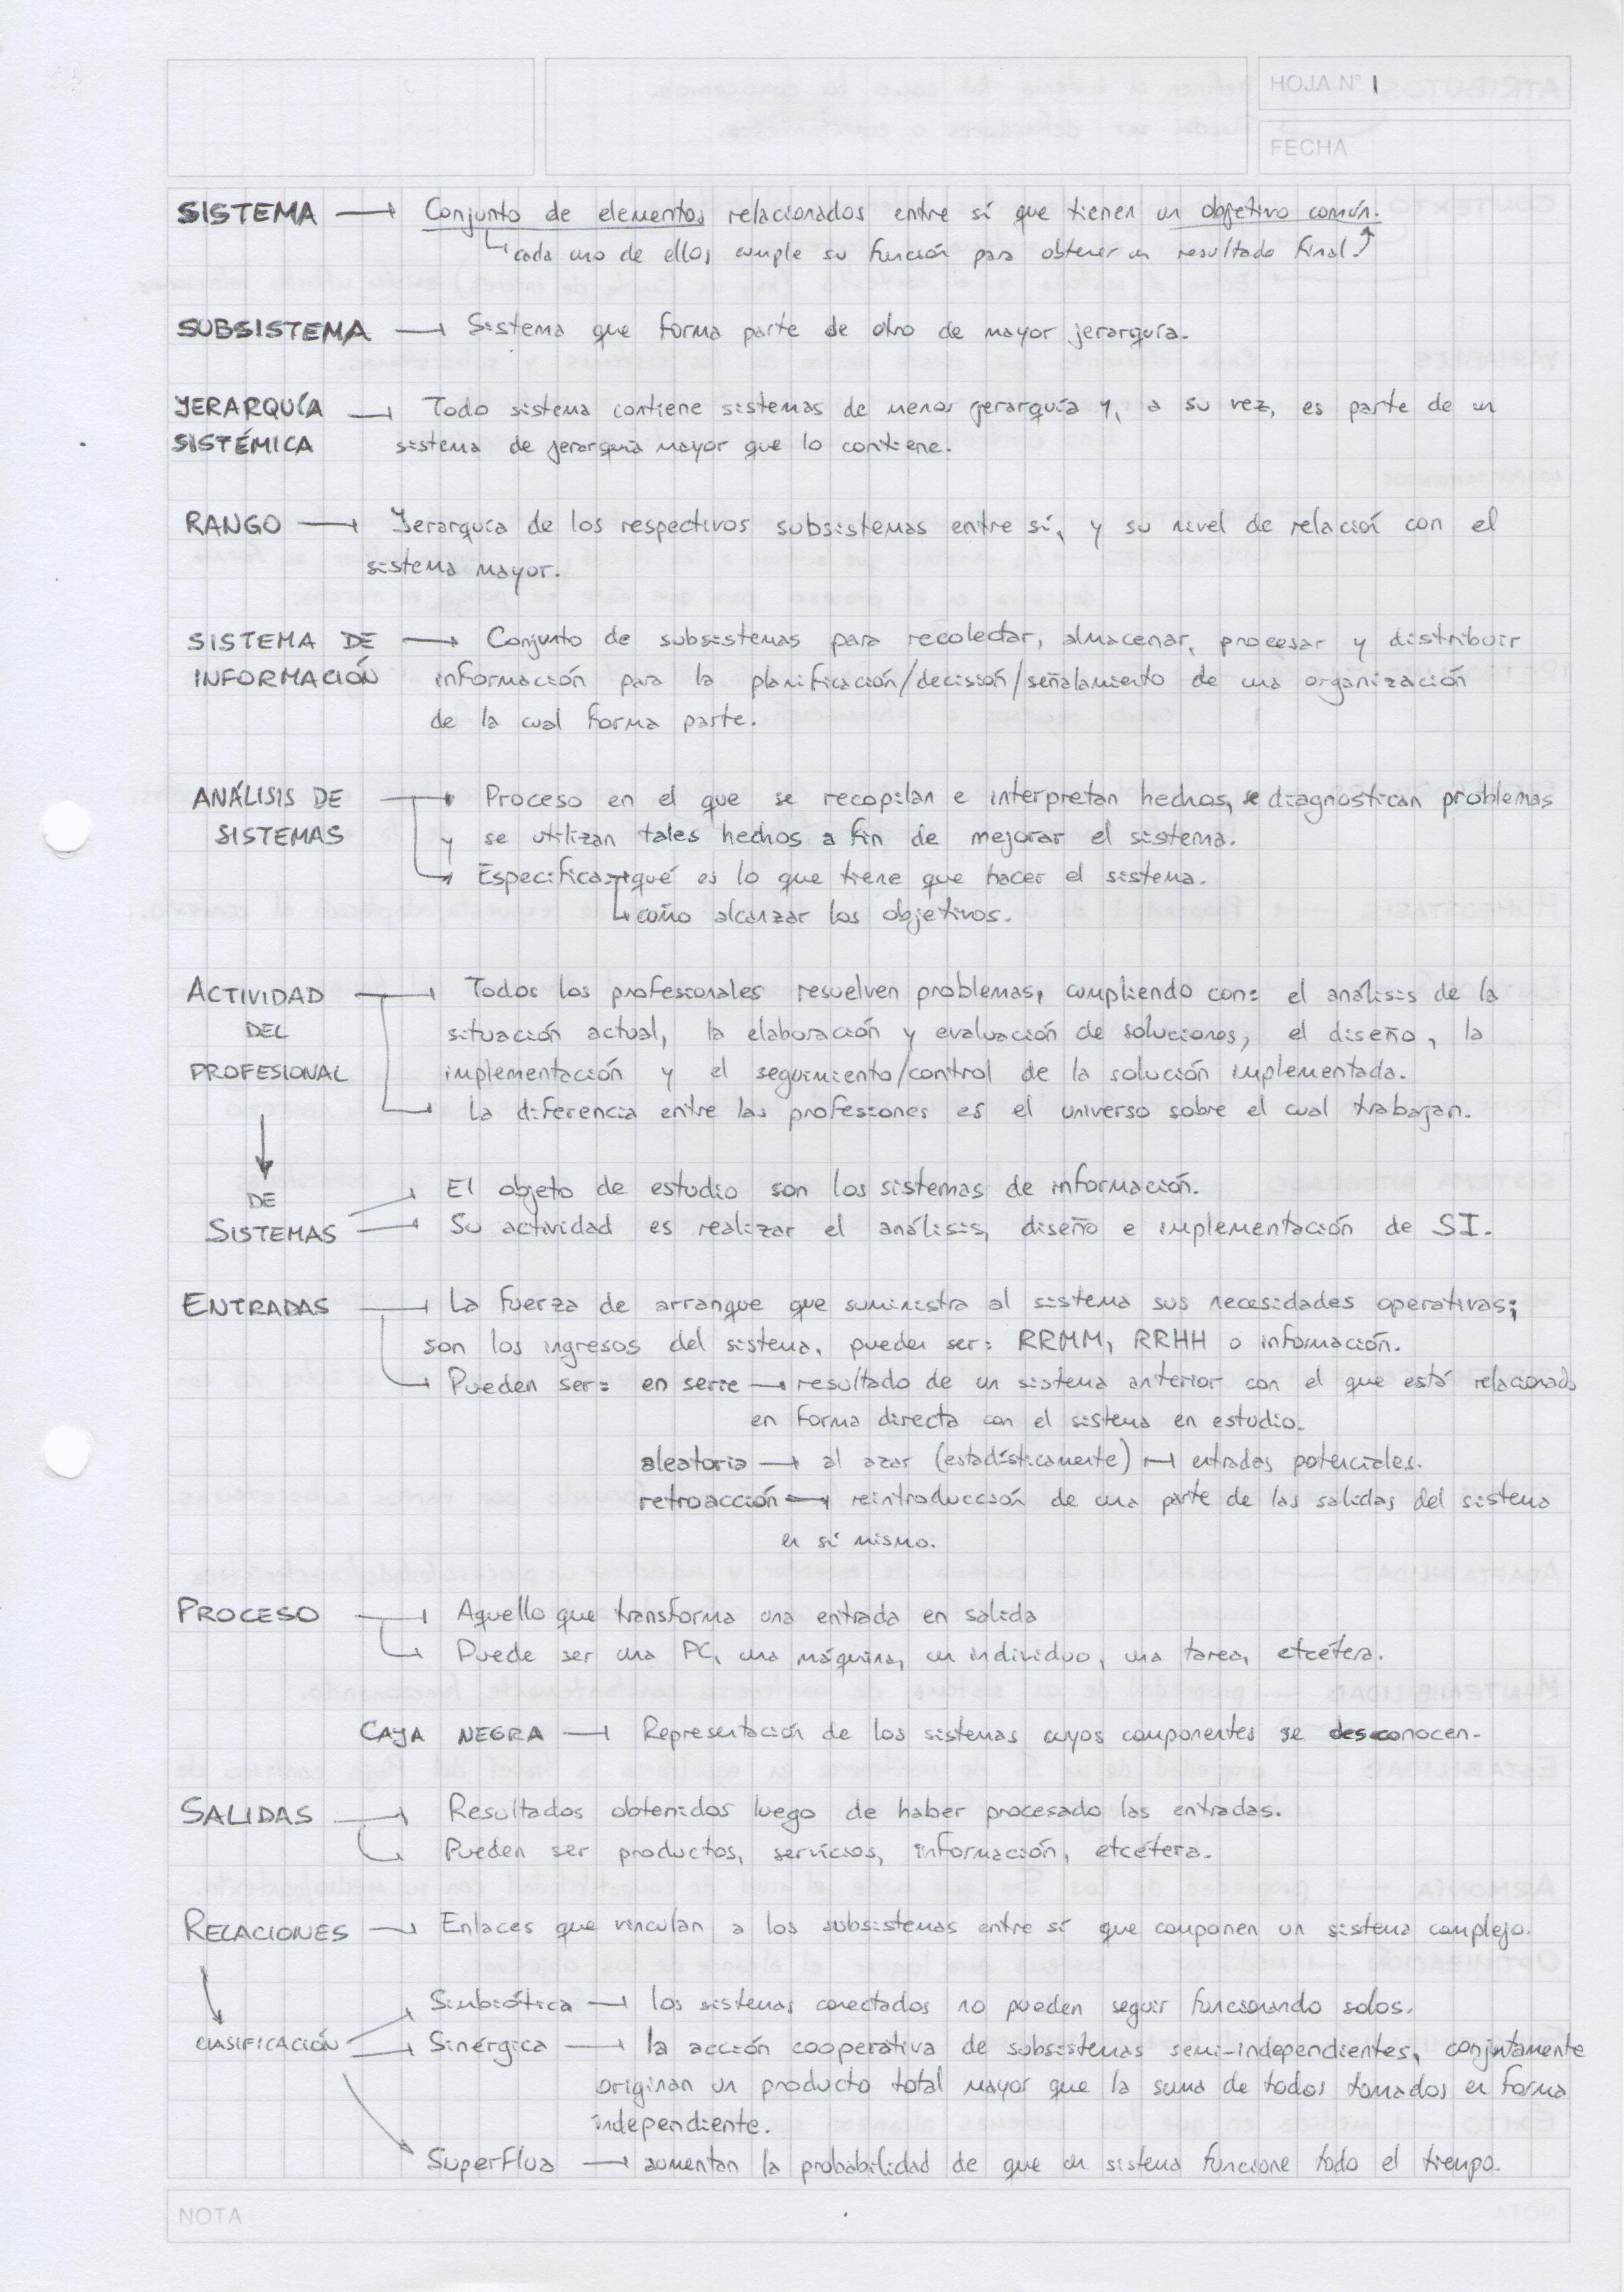 HOJA N° 1
FECHA
SISTEMA → Conjunto de elementos relacionados entre sí que tienen un objetivo común.
↳ cada uno de ellos cumple su función para obtener un resultado final ⤴
SUBSISTEMA → Sistema que forma parte de otro de mayor jerarquía.
JERARQUÍA → Todo sistema contiene sistemas de menor jerarquía y, a su vez, es parte de un
SISTÉMICA sistema de jerarquía mayor que lo contiene.
RANGO → Jerarquía de los respectivos subsistemas entre sí, y su nivel de relación con el
sistema mayor.
SISTEMA DE → Conjunto de subsistemas para recolectar, almacenar, procesar y distribuir
INFORMACIÓN información para la planificación/decisión/señalamiento de una organización
de la cual forma parte.
ANÁLISIS DE → Proceso en el que se recopilan e interpretan hechos, se diagnostican problemas
SISTEMAS y se utilizan tales hechos a fin de mejorar el sistema.
→ Especifica → qué es lo que tiene que hacer el sistema.
↳ cómo alcanzar los objetivos.
ACTIVIDAD → Todos los profesionales resuelven problemas, cumpliendo con: el análisis de la
DEL situación actual, la elaboración y evaluación de soluciones, el diseño, la
PROFESIONAL implementación y el seguimiento/control de la solución implementada.
→ La diferencia entre las profesiones es el universo sobre el cual trabajan.
↓
DE → El objeto de estudio son los sistemas de información.
SISTEMAS → Su actividad es realizar el análisis, diseño e implementación de SI.
ENTRADAS → La fuerza de arranque que suministra al sistema sus necesidades operativas;
son los ingresos del sistema, pueden ser: RRMM, RRHH o información.
→ Pueden ser: en serie → resultado de un sistema anterior con el que está relacionado
en forma directa con el sistema en estudio.
aleatoria → al azar (estadísticamente) → entradas potenciales.
retroacción → reintroducción de una parte de las salidas del sistema
en sí mismo.
PROCESO → Aquello que transforma una entrada en salida
→ Puede ser una PC, una máquina, un individuo, una tarea, etcétera.
CAJA NEGRA → Representación de los sistemas cuyos componentes se desconocen.
SALIDAS → Resultados obtenidos luego de haber procesado las entradas.
→ Pueden ser productos, servicios, información, etcétera.
RELACIONES → Enlaces que vinculan a los subsistemas entre sí que componen un sistema complejo.
Simbiótica → los sistemas conectados no pueden seguir funcionando solos.
CLASIFICACIÓN → Sinérgica → la acción cooperativa de subsistemas semi-independientes, conjuntamente
originan un producto total mayor que la suma de todos tomados en forma
independiente.
Superflua → aumentan la probabilidad de que un sistema funcione todo el tiempo.
NOTA